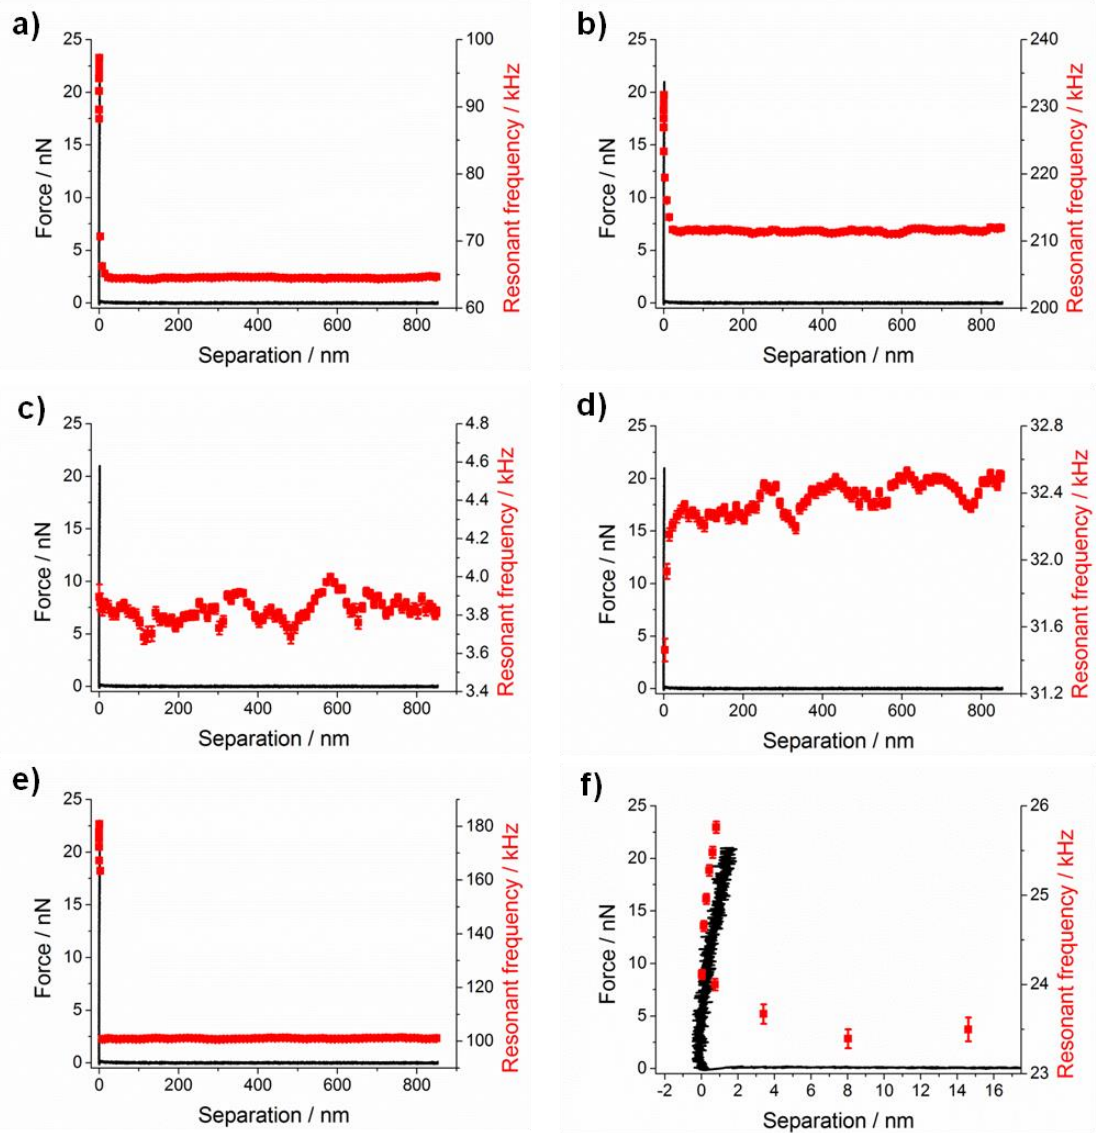 a)
25
20
15
10
5
0
Force / nN
100
90
80
70
60
Resonant frequency / kHz
0 200 400 600 800
Separation / nm
b)
25
20
15
10
5
0
Force / nN
240
230
220
210
200
Resonant frequency / kHz
0 200 400 600 800
Separation / nm
c)
25
20
15
10
5
0
Force / nN
4.8
4.6
4.4
4.2
4.0
3.8
3.6
3.4
Resonant frequency / kHz
0 200 400 600 800
Separation / nm
d)
25
20
15
10
5
0
Force / nN
32.8
32.4
32.0
31.6
31.2
Resonant frequency / kHz
0 200 400 600 800
Separation / nm
e)
25
20
15
10
5
0
Force / nN
180
160
140
120
100
Resonant frequency / kHz
0 200 400 600 800
Separation / nm
f)
25
20
15
10
5
0
Force / nN
26
25
24
23
Resonant frequency / kHz
-2 0 2 4 6 8 10 12 14 16
Separation / nm